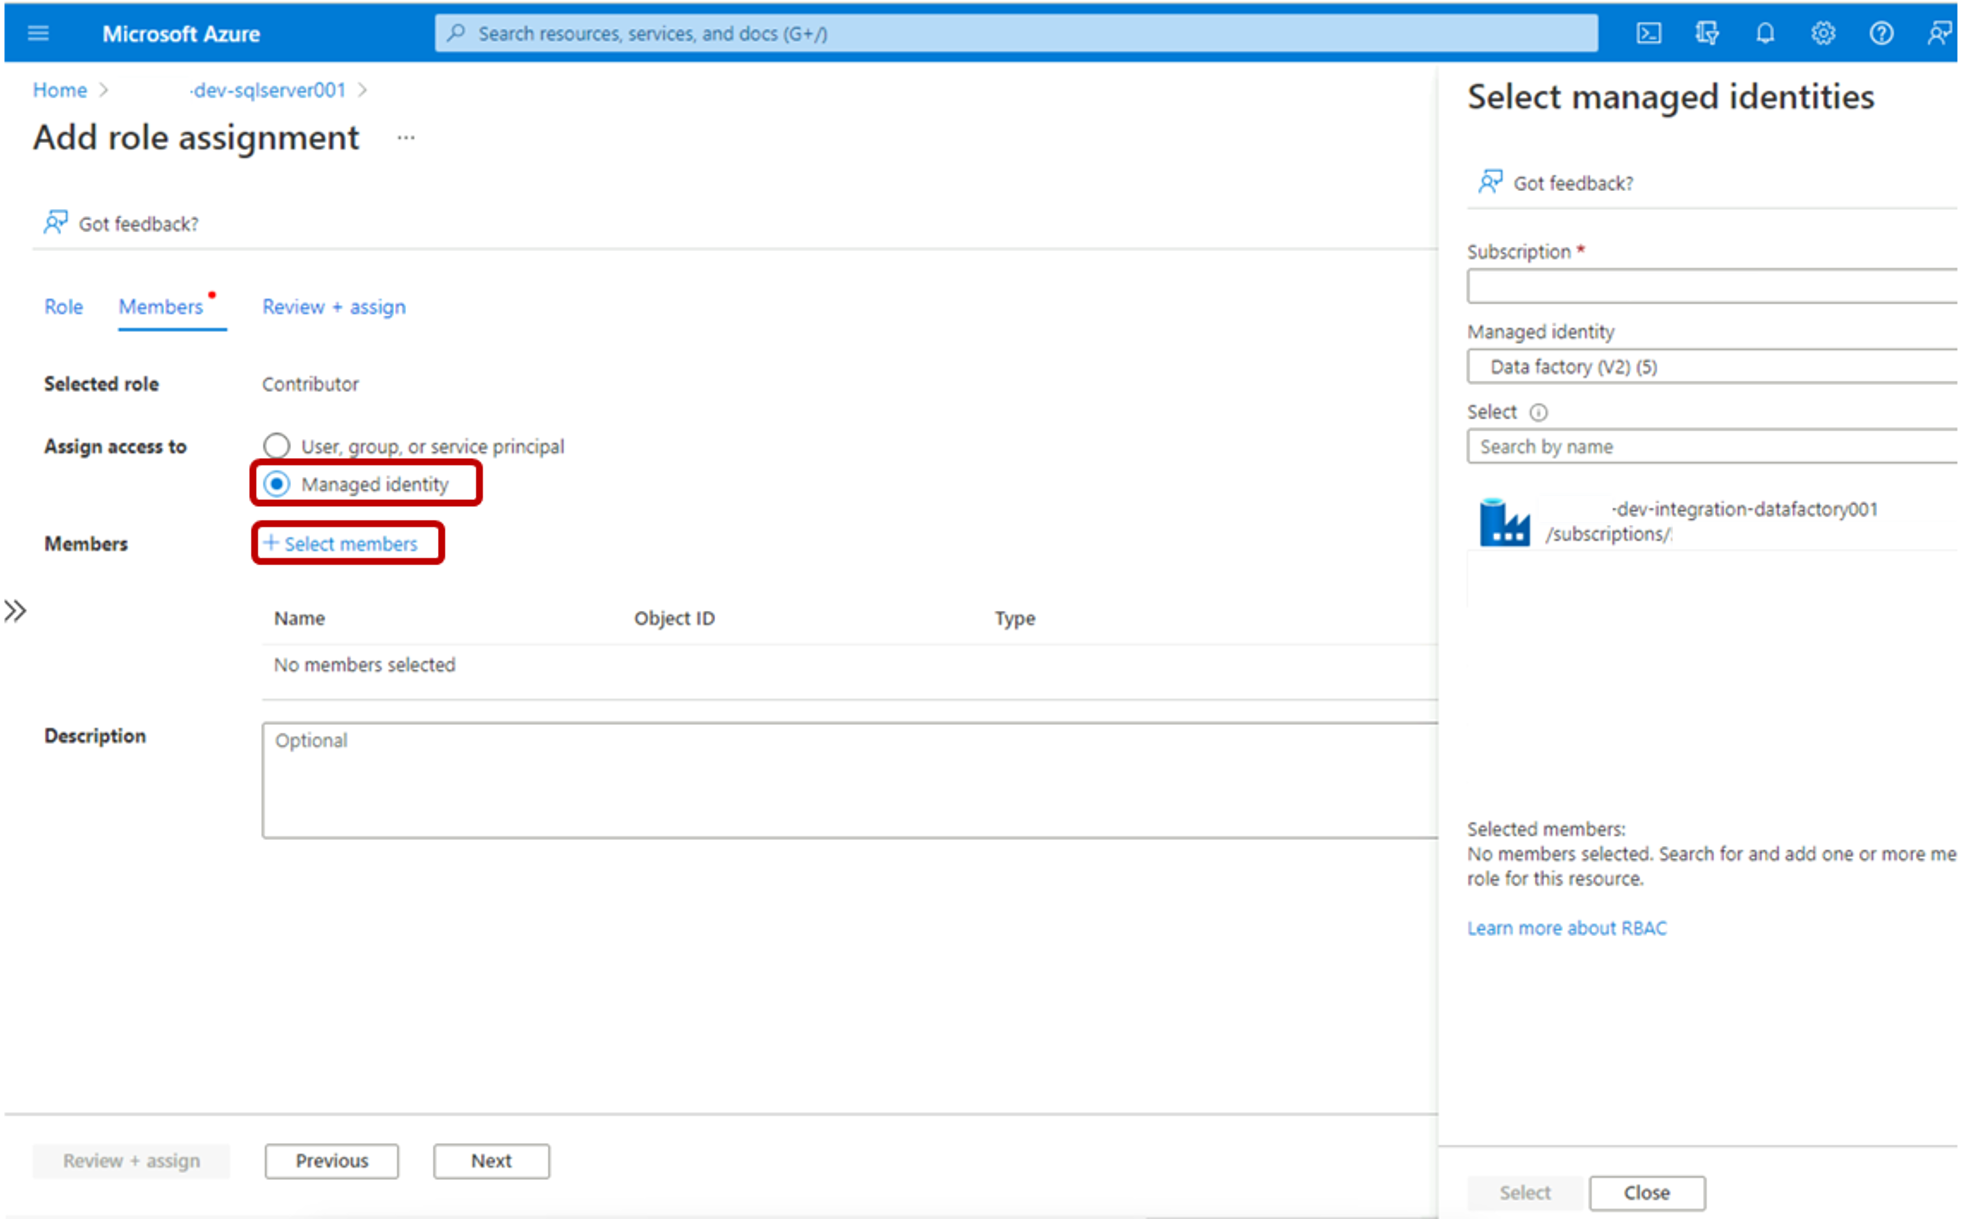 Microsoft Azure
Search resources, services, and docs (G+/)
Home
-dev-sqlserver001
Add role assignment
...
Got feedback?
Role
Members
Review + assign
Selected role
Contributor
Assign access to
User, group, or service principal
Managed identity
Members
+ Select members
Name
Object ID
Type
No members selected
Description
Optional
Review + assign
Previous
Next
Select managed identities
Got feedback?
Subscription *
Managed identity
Data factory (V2) (5)
Select
Search by name
-dev-integration-datafactory001
/subscriptions/
Selected members:
No members selected. Search for and add one or more me
role for this resource.
Learn more about RBAC
Select
Close